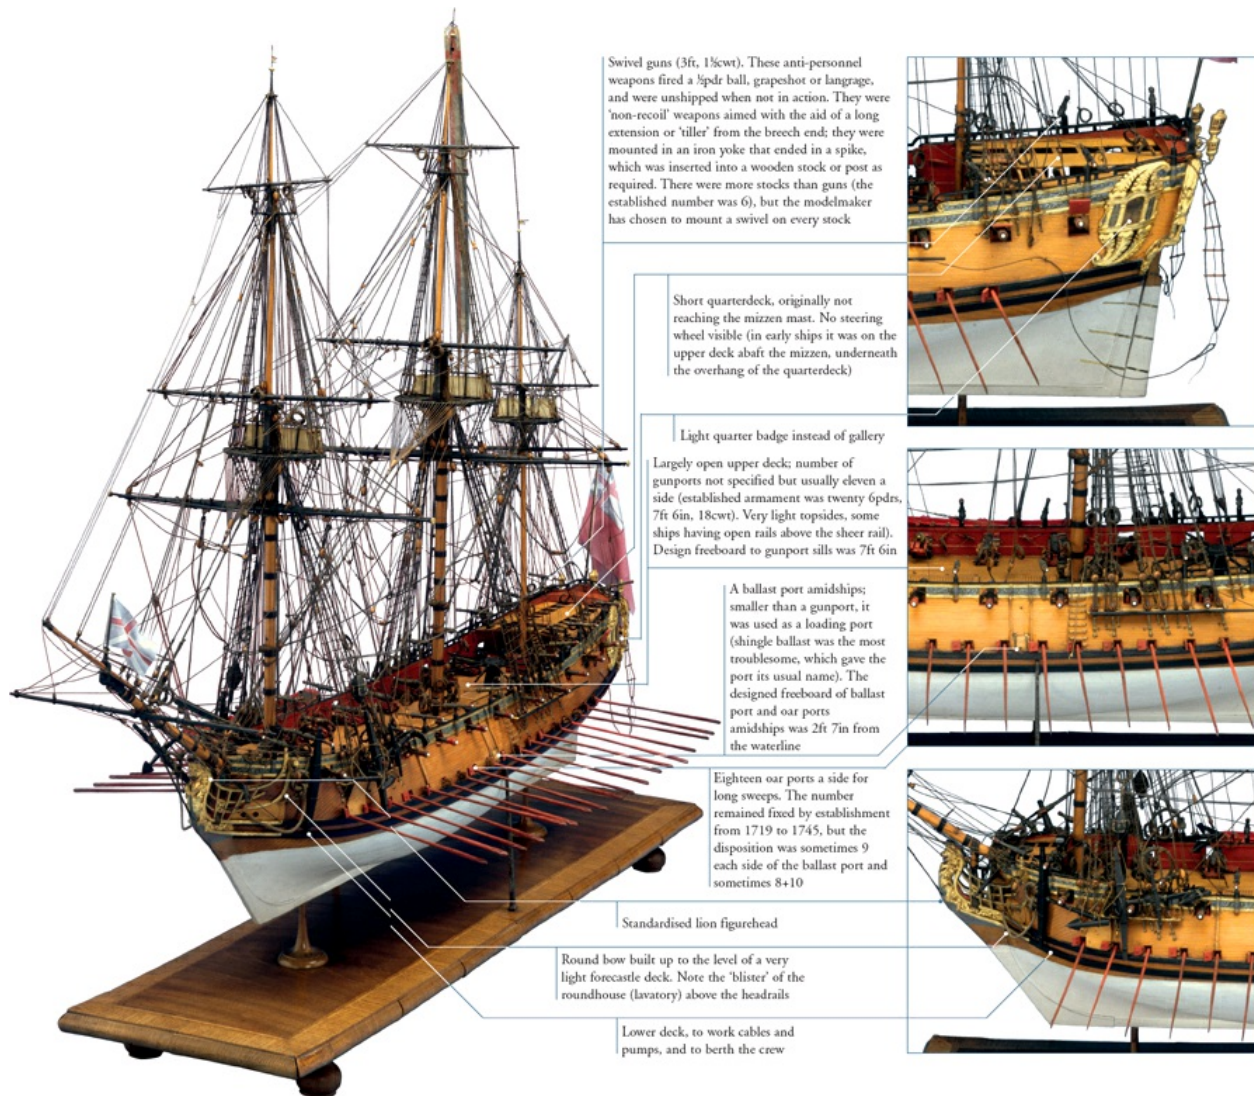 Swivel guns (3ft, 1½cwt). These anti-personnel
weapons fired a ½pdr ball, grapeshot or langrage,
and were unshipped when not in action. They were
‘non-recoil’ weapons aimed with the aid of a long
extension or ‘tiller’ from the breech end; they were
mounted in an iron yoke that ended in a spike,
which was inserted into a wooden stock or post as
required. There were more stocks than guns (the
established number was 6), but the modelmaker
has chosen to mount a swivel on every stock
Short quarterdeck, originally not
reaching the mizzen mast. No steering
wheel visible (in early ships it was on the
upper deck abaft the mizzen, underneath
the overhang of the quarterdeck)
Light quarter badge instead of gallery
Largely open upper deck; number of
gunports not specified but usually eleven a
side (established armament was twenty 6pdrs,
7ft 6in, 18cwt). Very light topsides, some
ships having open rails above the sheer rail).
Design freeboard to gunport sills was 7ft 6in
A ballast port amidships;
smaller than a gunport, it
was used as a loading port
(shingle ballast was the most
troublesome, which gave the
port its usual name). The
designed freeboard of ballast
port and oar ports
amidships was 2ft 7in from
the waterline
Eighteen oar ports a side for
long sweeps. The number
remained fixed by establishment
from 1719 to 1745, but the
disposition was sometimes 9
each side of the ballast port and
sometimes 8+10
Standardised lion figurehead
Round bow built up to the level of a very
light forecastle deck. Note the ‘blister’ of the
roundhouse (lavatory) above the headrails
Lower deck, to work cables and
pumps, and to berth the crew